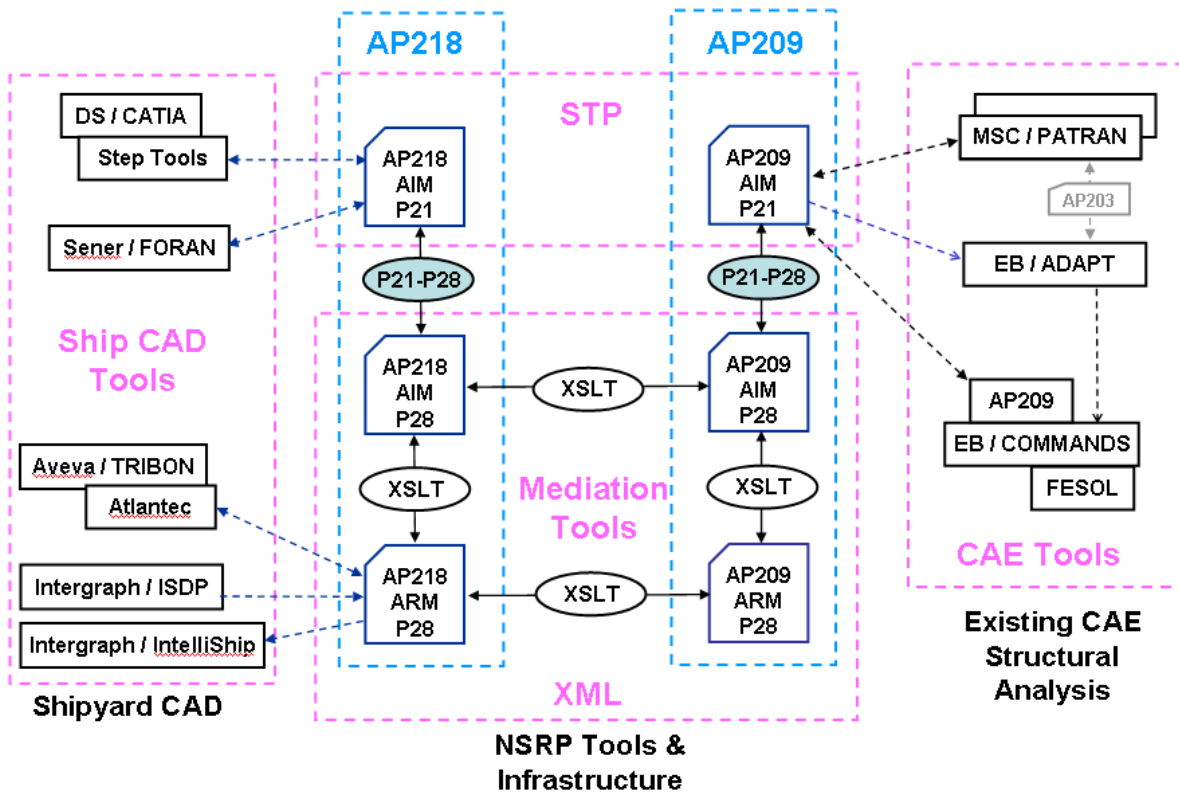 AP218
AP209
DS / CATIA
Step Tools
Sener / FORAN
Ship CAD
Tools
Aveva / TRIBON
Atlantec
Intergraph / ISDP
Intergraph / IntelliShip
Shipyard CAD
STP
AP218
AIM
P21
AP209
AIM
P21
P21-P28
P21-P28
AP218
AIM
P28
XSLT
AP209
AIM
P28
XSLT
Mediation
Tools
XSLT
AP218
ARM
P28
XSLT
AP209
ARM
P28
XML
NSRP Tools &
Infrastructure
MSC / PATRAN
AP203
EB / ADAPT
AP209
EB / COMMANDS
FESOL
CAE Tools
Existing CAE
Structural
Analysis